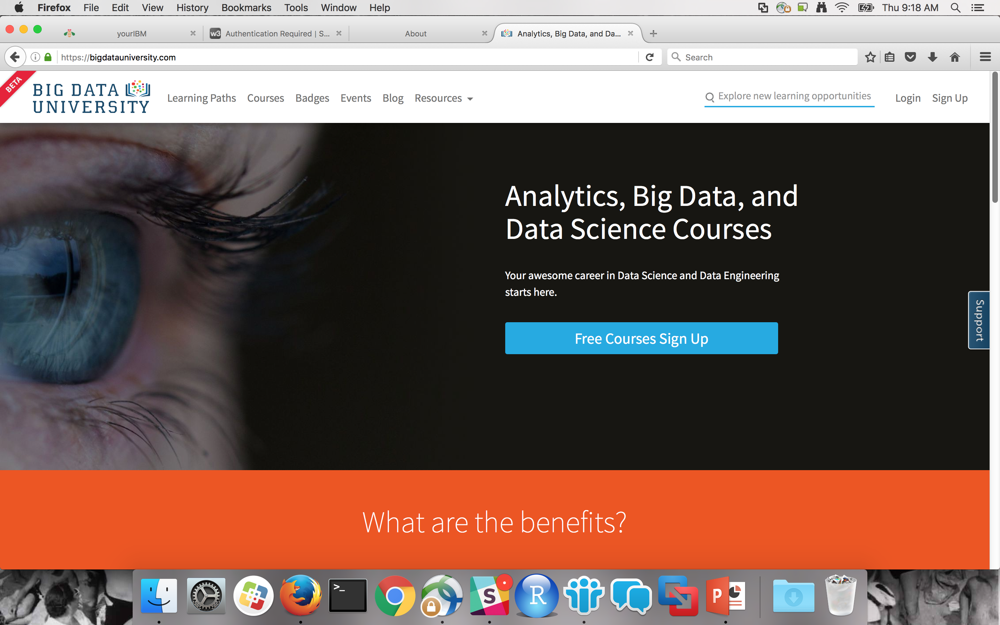 Firefox File Edit View History Bookmarks Tools Window Help Thu 9:18 AM
yourIBM w3 Authentication Required | S... About Analytics, Big Data, and Da...
https://bigdatauniversity.com Search
BETA
BIG DATA
UNIVERSITY
Learning Paths Courses Badges Events Blog Resources Explore new learning opportunities Login Sign Up
Analytics, Big Data, and
Data Science Courses
Your awesome career in Data Science and Data Engineering
starts here.
Free Courses Sign Up
Support
What are the benefits?
>_ S R P